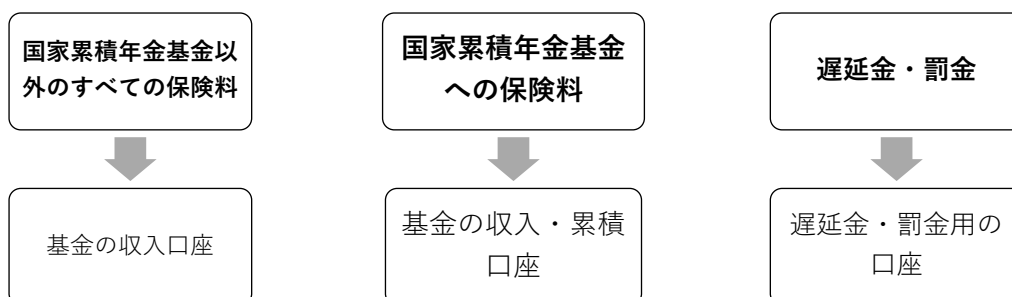 国家累積年金基金以
外のすべての保険料
国家累積年金基金
への保険料
遅延金・罰金
基金の収入口座
基金の収入・累積
口座
遅延金・罰金用の
口座